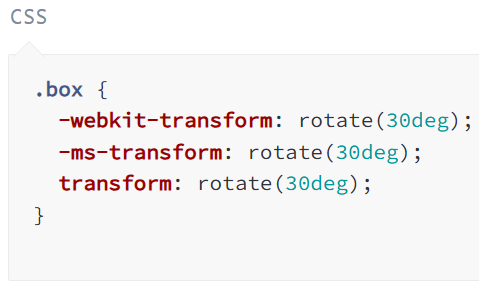 CSS
.box {
  -webkit-transform: rotate(30deg);
  -ms-transform: rotate(30deg);
  transform: rotate(30deg);
}